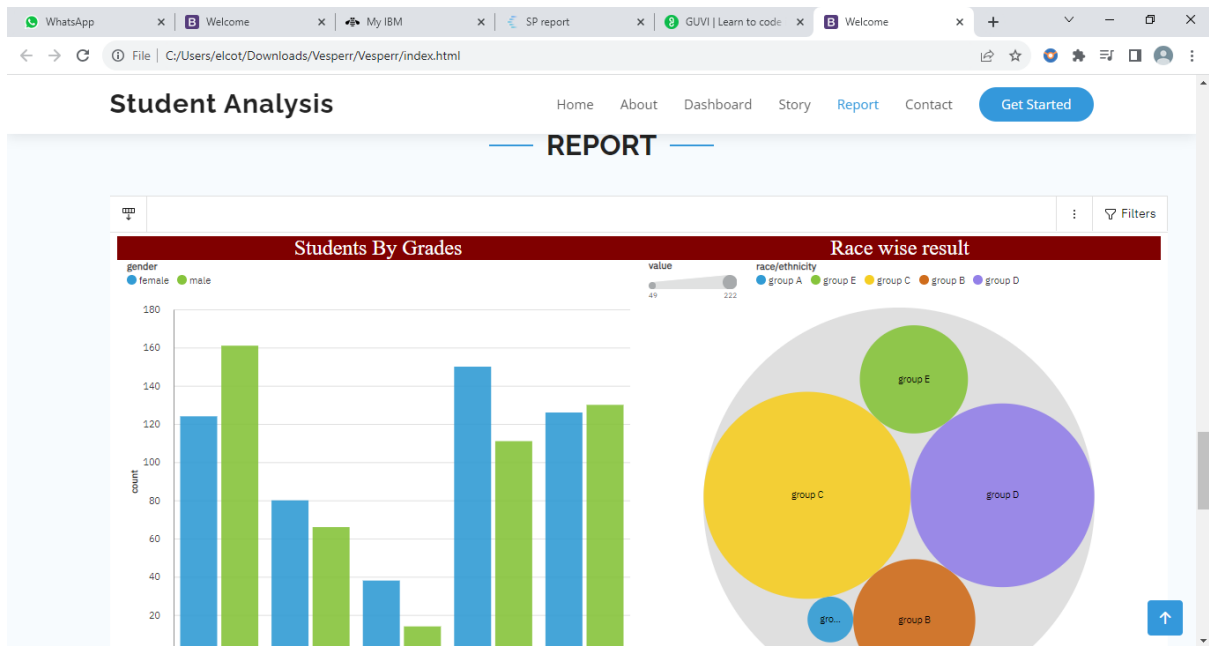 WhatsApp
Welcome
My IBM
SP report
GUVI | Learn to code
Welcome
File | C:/Users/elcot/Downloads/Vesperr/Vesperr/index.html
Student Analysis Home About Dashboard Story Report Contact Get Started
REPORT
Filters
Students By Grades
gender
female male
180
160
140
120
100
80
60
40
20
count
Race wise result
value
49 222
race/ethnicity
group A group E group C group B group D
group E
group C
group D
gro...
group B